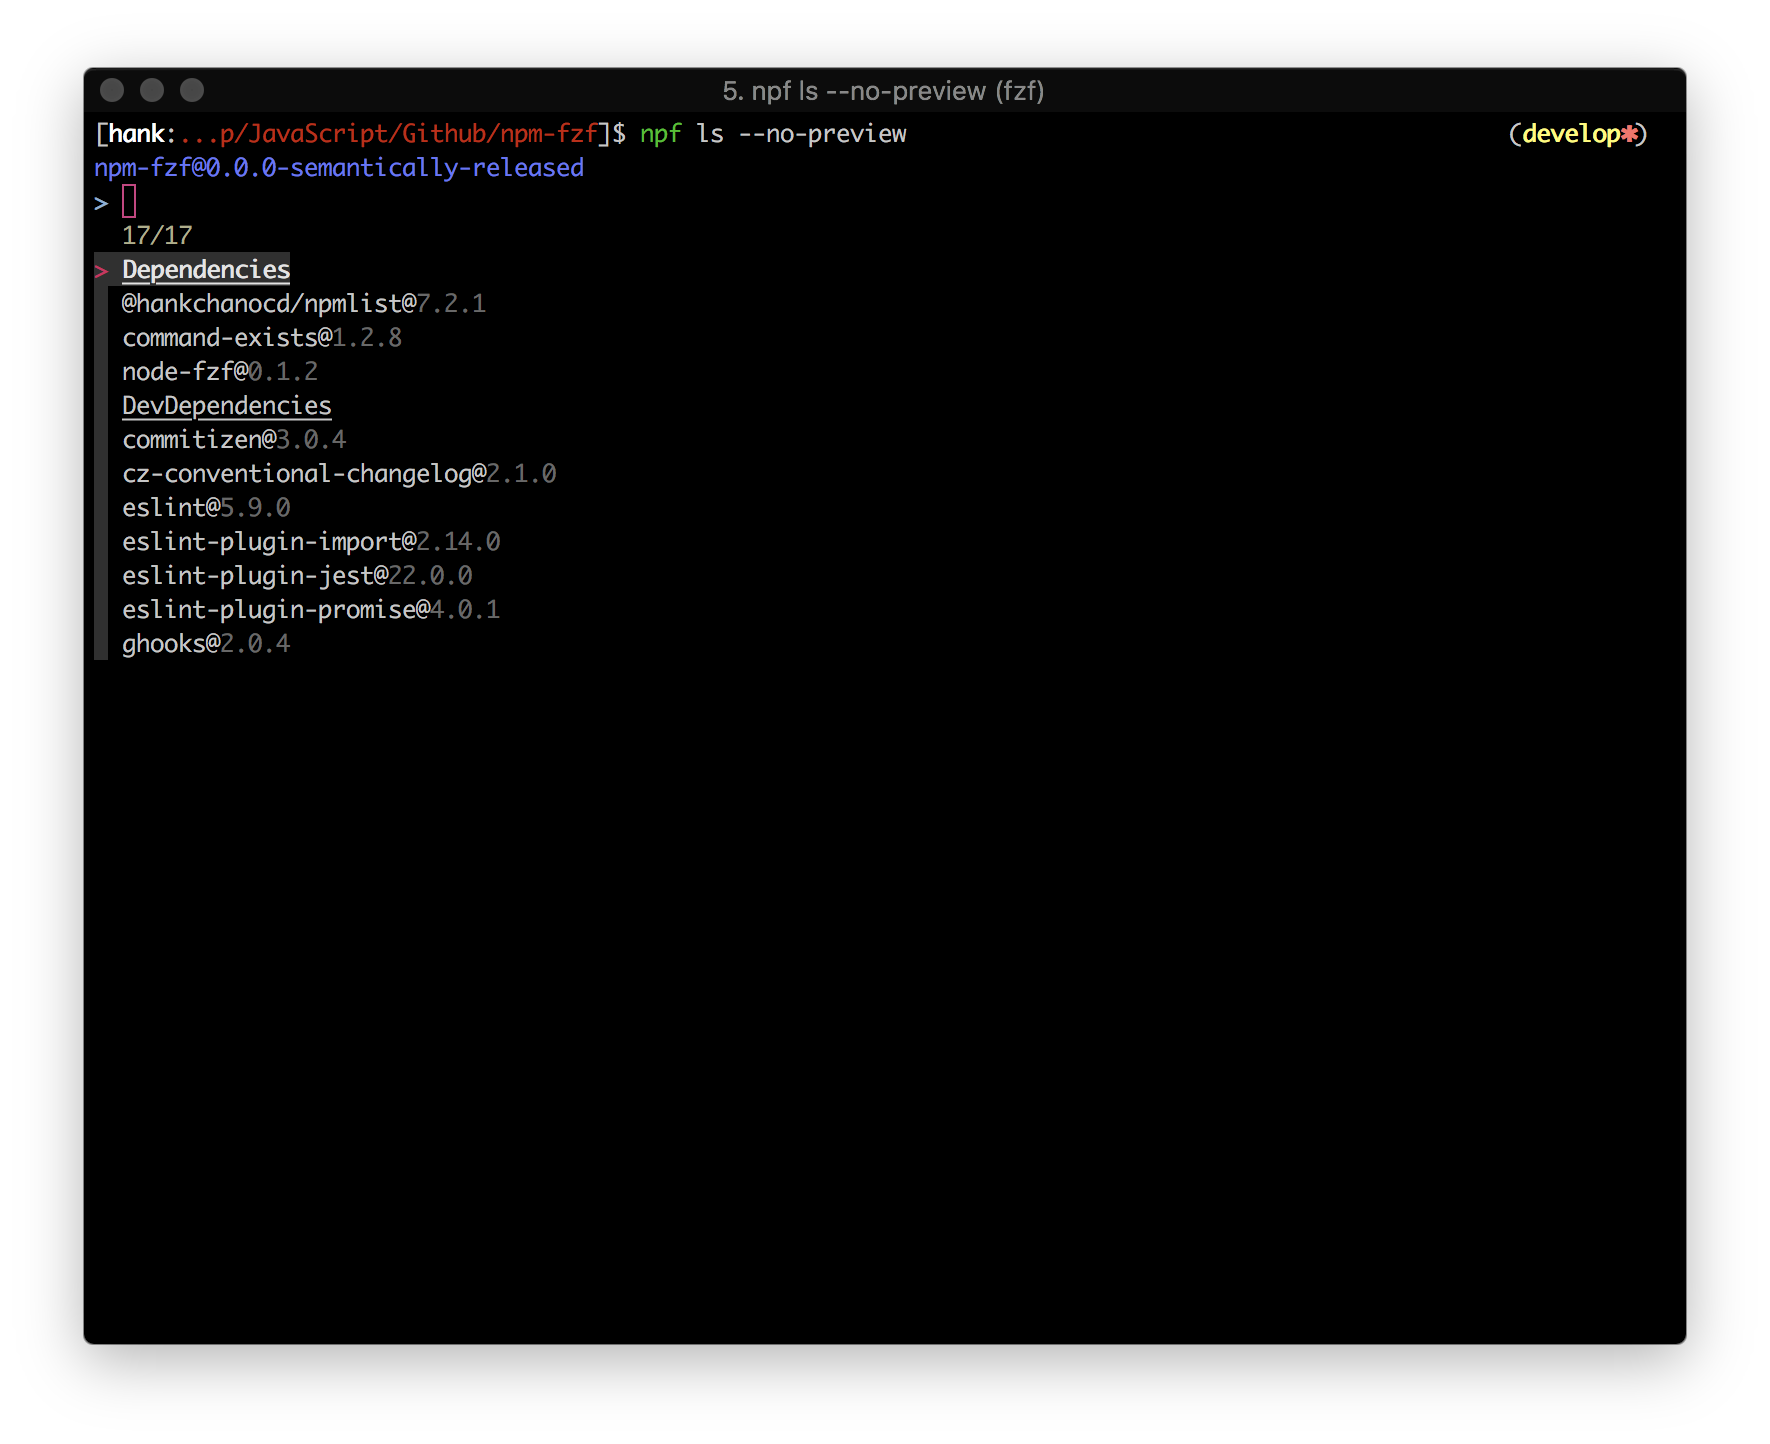 5. npf ls --no-preview (fzf)
[hank:...p/JavaScript/Github/npm-fzf]$ npf ls --no-preview (develop✱)
npm-fzf@0.0.0-semantically-released
>
17/17
> Dependencies
@hankchanocd/npmlist@7.2.1
command-exists@1.2.8
node-fzf@0.1.2
DevDependencies
commitizen@3.0.4
cz-conventional-changelog@2.1.0
eslint@5.9.0
eslint-plugin-import@2.14.0
eslint-plugin-jest@22.0.0
eslint-plugin-promise@4.0.1
ghooks@2.0.4